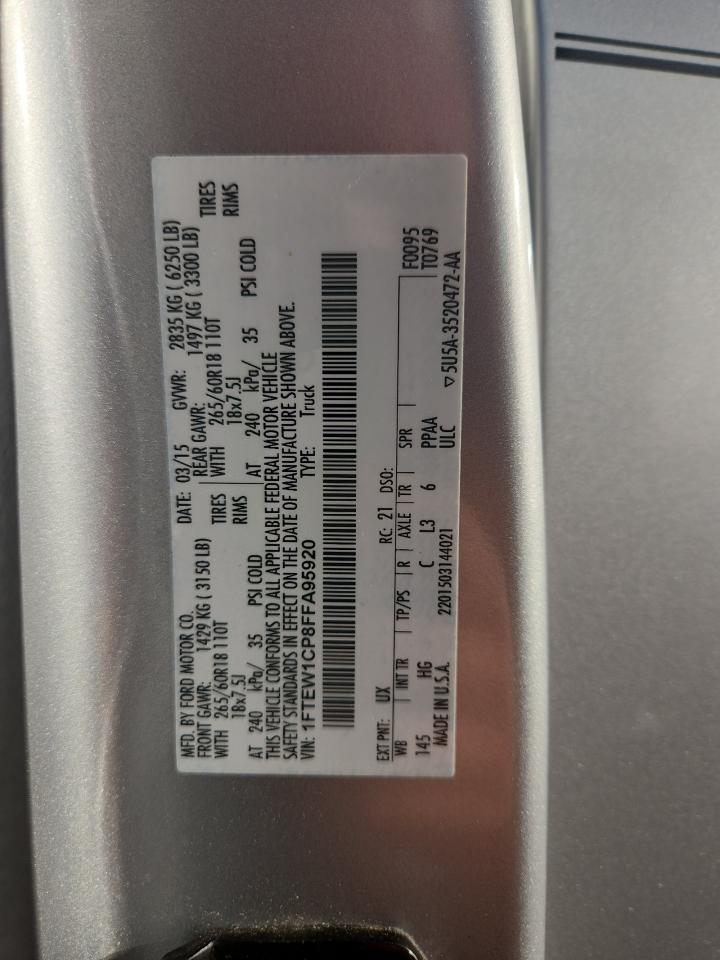 MFD. BY FORD MOTOR CO.
DATE: 03/15 GVWR: 2835 KG ( 6250 LB)
FRONT GAWR: 1429 KG ( 3150 LB)
REAR GAWR: 1497 KG ( 3300 LB)
WITH 265/60R18 110T TIRES
WITH 265/60R18 110T TIRES
18x7.5J RIMS
18x7.5J RIMS
AT 240 kPa/ 35 PSI COLD
AT 240 kPa/ 35 PSI COLD
THIS VEHICLE CONFORMS TO ALL APPLICABLE FEDERAL MOTOR VEHICLE
SAFETY STANDARDS IN EFFECT ON THE DATE OF MANUFACTURE SHOWN ABOVE.
VIN: 1FTEW1CP8FFA95920 TYPE: Truck
EXT PNT: UX RC: 21 DSO:
WB INT TR TP/PS R AXLE TR SPR F0095
145 HG C L3 6 PPAA T0769
MADE IN U.S.A. 2201503144021 ULC ▽5U5A-3520472-AA